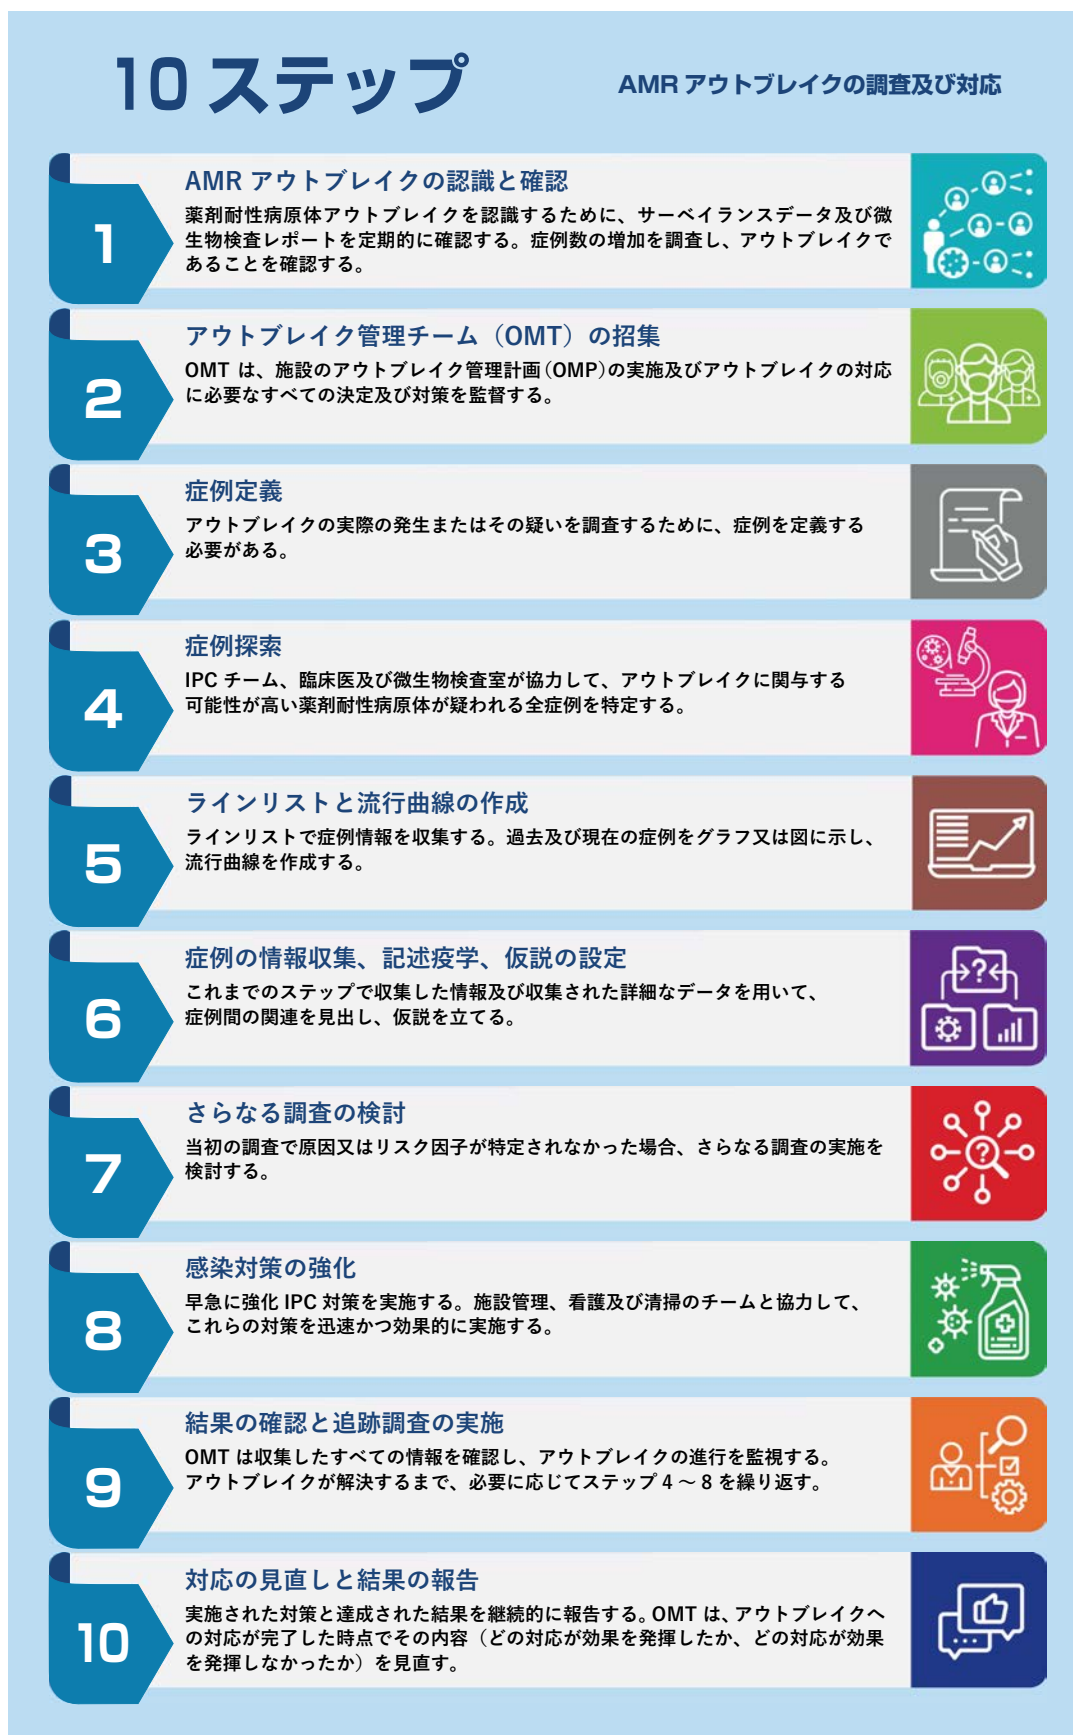 10 ステップ
AMR アウトブレイクの調査及び対応
1
AMR アウトブレイクの認識と確認
薬剤耐性病原体アウトブレイクを認識するために、サーベイランスデータ及び微
生物検査レポートを定期的に確認する。症例数の増加を調査し、アウトブレイクで
あることを確認する。
2
アウトブレイク管理チーム（OMT）の招集
OMT は、施設のアウトブレイク管理計画（OMP）の実施及びアウトブレイクの対応
に必要なすべての決定及び対策を監督する。
3
症例定義
アウトブレイクの実際の発生またはその疑いを調査するために、症例を定義する
必要がある。
4
症例探索
IPC チーム、臨床医及び微生物検査室が協力して、アウトブレイクに関与する
可能性が高い薬剤耐性病原体が疑われる全症例を特定する。
5
ラインリストと流行曲線の作成
ラインリストで症例情報を収集する。過去及び現在の症例をグラフ又は図に示し、
流行曲線を作成する。
6
症例の情報収集、記述疫学、仮説の設定
これまでのステップで収集した情報及び収集された詳細なデータを用いて、
症例間の関連を見出し、仮説を立てる。
7
さらなる調査の検討
当初の調査で原因又はリスク因子が特定されなかった場合、さらなる調査の実施を
検討する。
8
感染対策の強化
早急に強化 IPC 対策を実施する。施設管理、看護及び清掃のチームと協力して、
これらの対策を迅速かつ効果的に実施する。
9
結果の確認と追跡調査の実施
OMT は収集したすべての情報を確認し、アウトブレイクの進行を監視する。
アウトブレイクが解決するまで、必要に応じてステップ 4 ～ 8 を繰り返す。
10
対応の見直しと結果の報告
実施された対策と達成された結果を継続的に報告する。OMT は、アウトブレイクへ
の対応が完了した時点でその内容（どの対応が効果を発揮したか、どの対応が効果
を発揮しなかったか）を見直す。